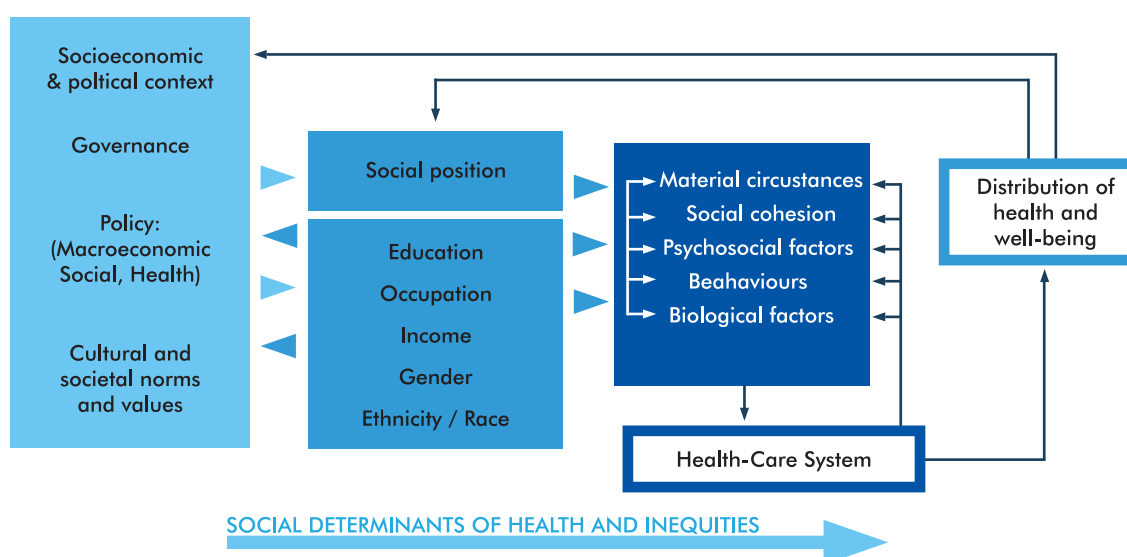 Socioeconomic
& poltical context
Governance
Policy:
(Macroeconomic
Social, Health)
Cultural and
societal norms
and values
Social position
Education
Occupation
Income
Gender
Ethnicity / Race
Material circustances
Social cohesion
Psychosocial factors
Beahaviours
Biological factors
Health-Care System
Distribution of
health and
well-being
SOCIAL DETERMINANTS OF HEALTH AND INEQUITIES